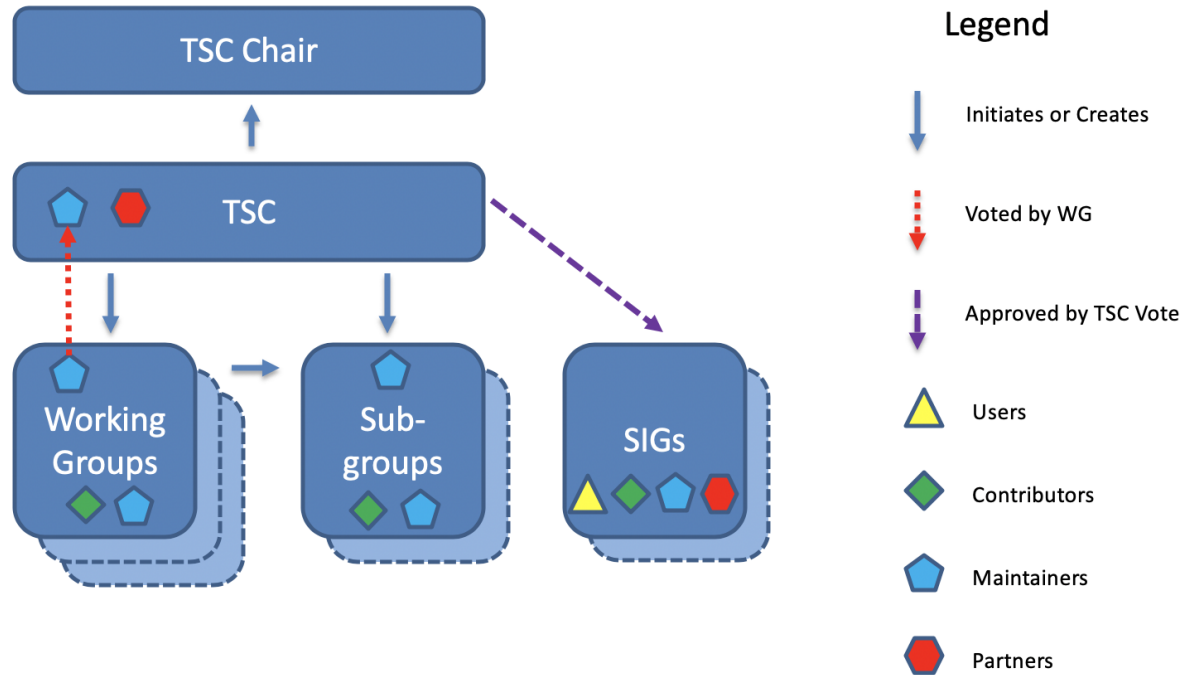 TSC Chair
TSC
Working
Groups
Sub-
groups
SIGs
Legend
Initiates or Creates
Voted by WG
Approved by TSC Vote
Users
Contributors
Maintainers
Partners